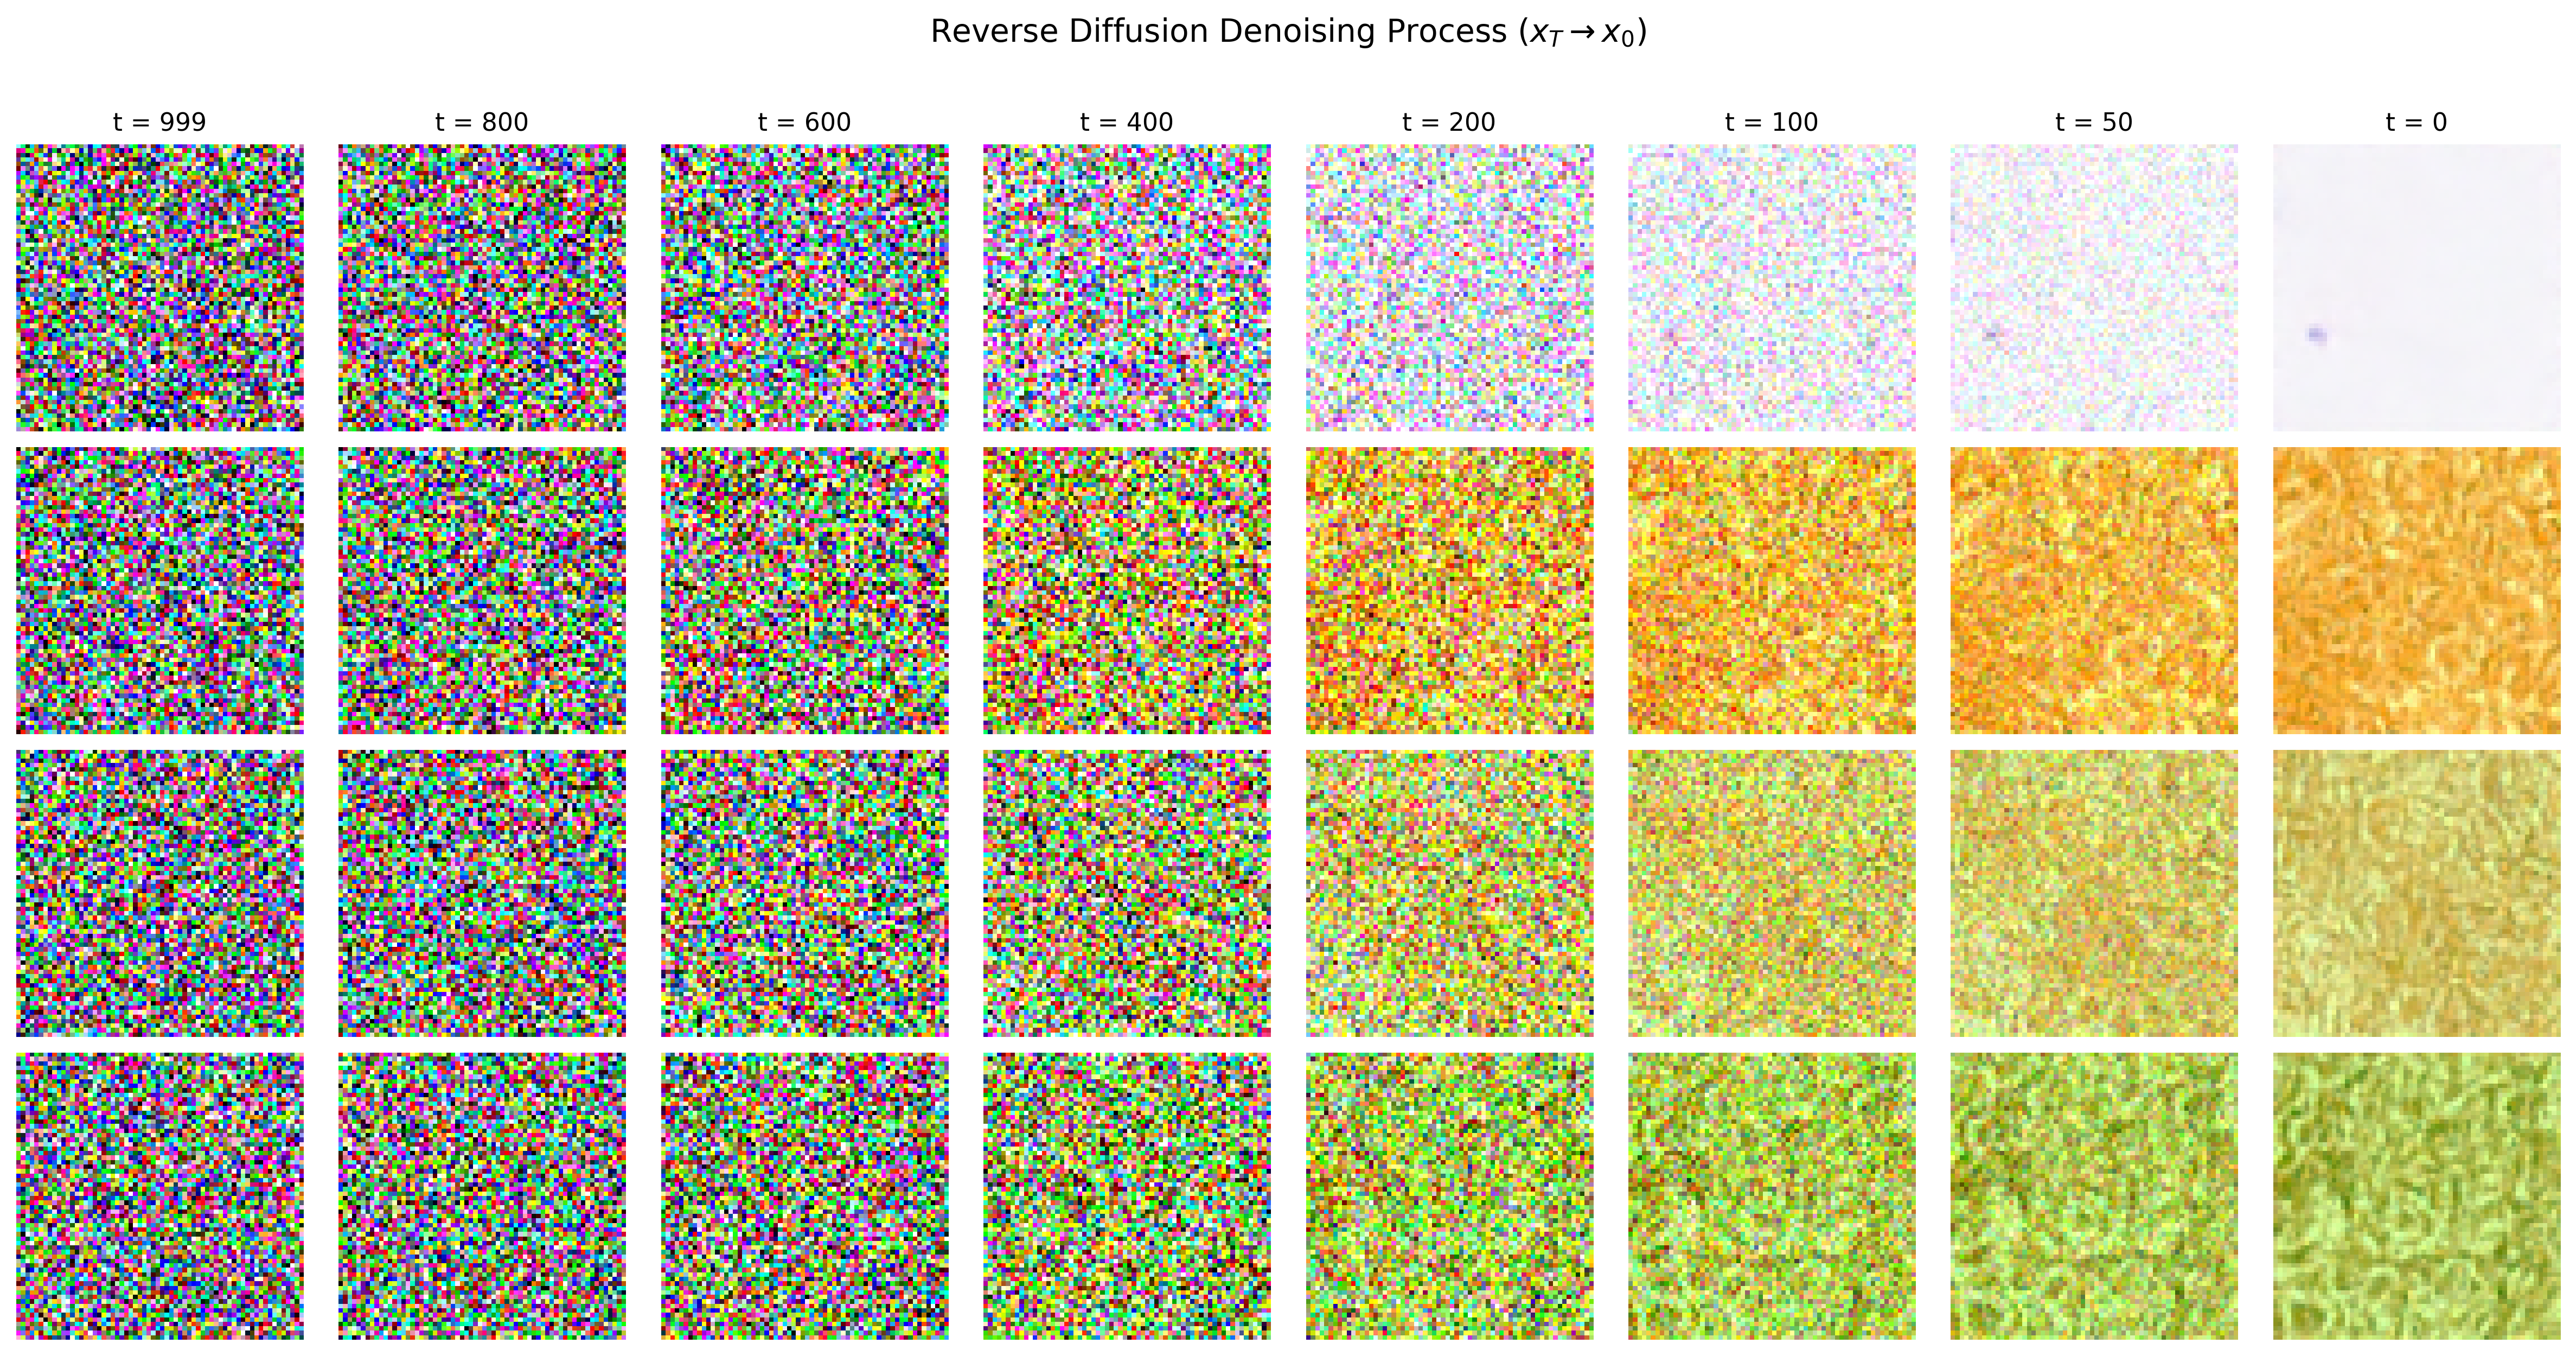 Reverse Diffusion Denoising Process (x_T → x_0)
t = 999 t = 800 t = 600 t = 400 t = 200 t = 100 t = 50 t = 0